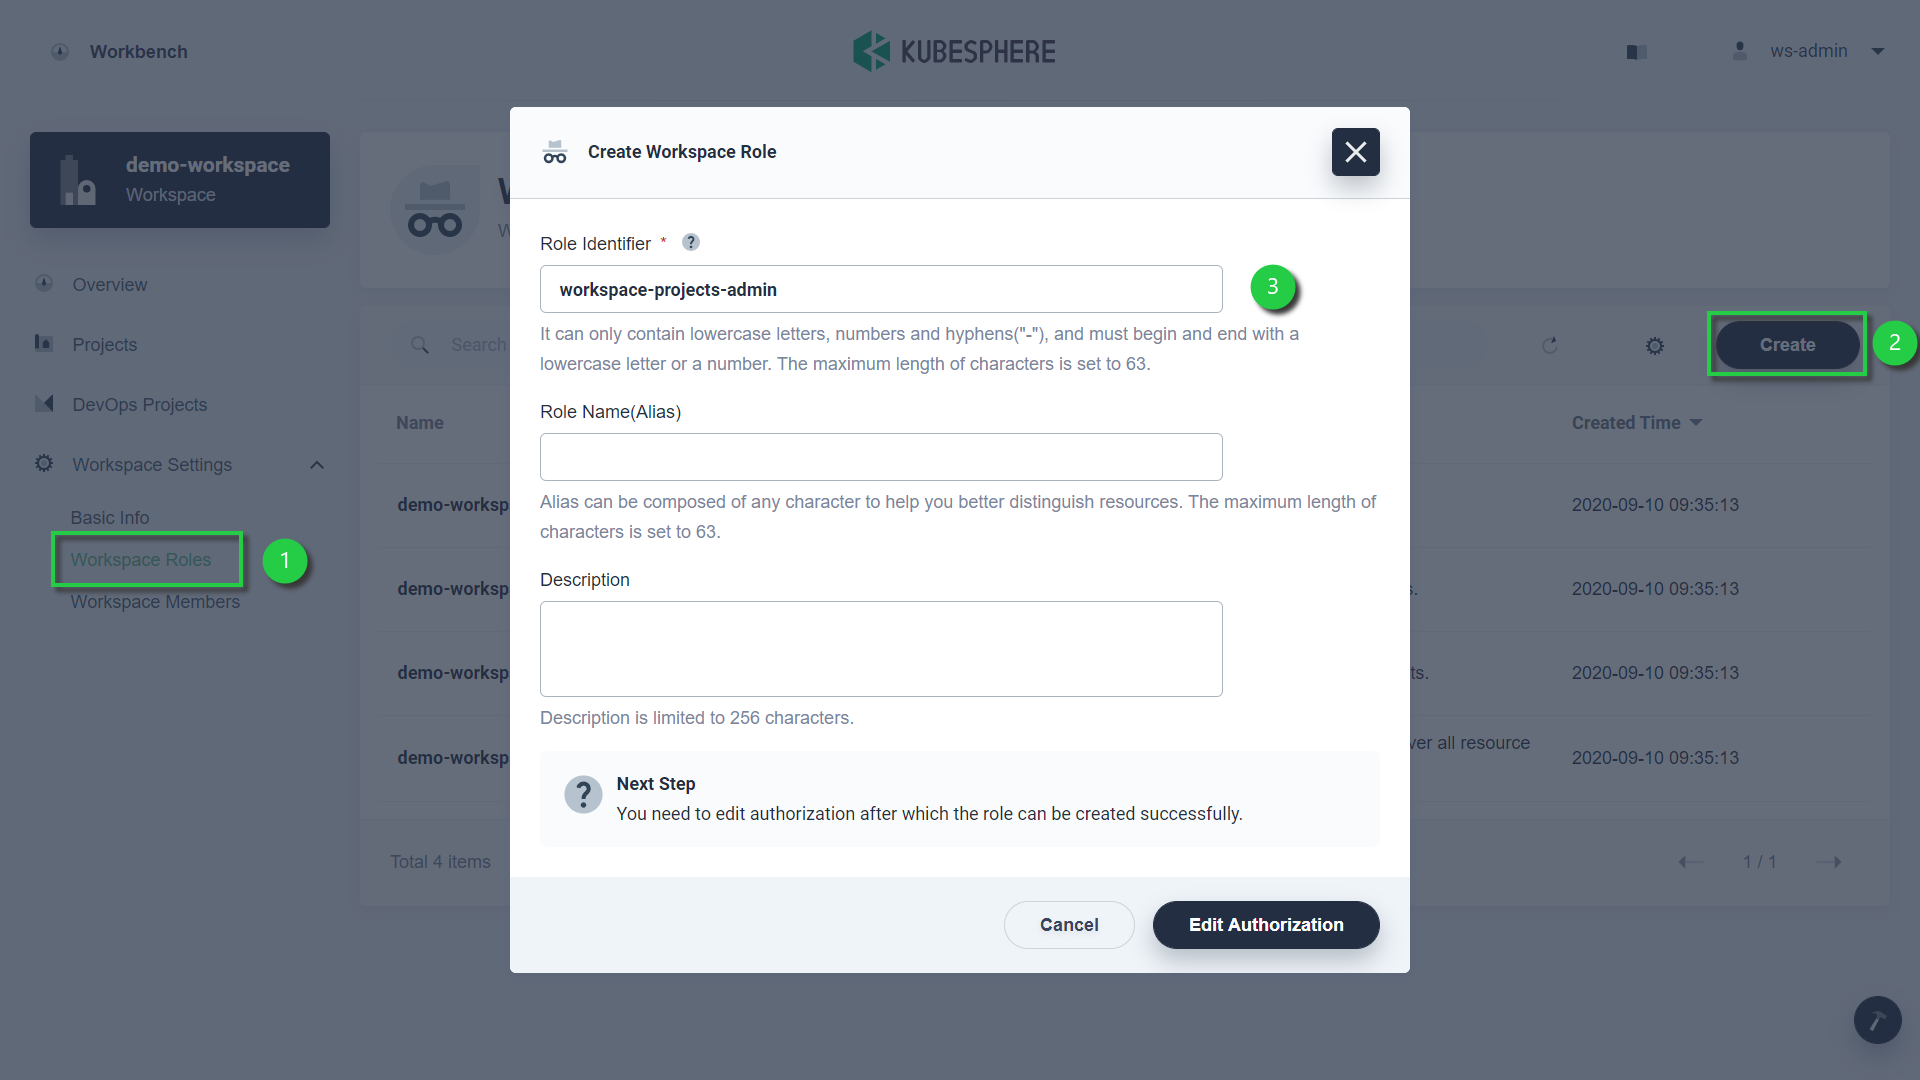 Workbench
KUBESPHERE
ws-admin
demo-workspace
Workspace
Overview
Projects
DevOps Projects
Workspace Settings
Basic Info
Workspace Roles
1
Workspace Members
Search
Create
2
Name
Created Time
demo-worksp
2020-09-10 09:35:13
demo-worksp
s.
2020-09-10 09:35:13
demo-worksp
ts.
2020-09-10 09:35:13
demo-worksp
ver all resource
2020-09-10 09:35:13
Total 4 items
1 / 1
Create Workspace Role
Role Identifier * ?
workspace-projects-admin
3
It can only contain lowercase letters, numbers and hyphens("-"), and must begin and end with a
lowercase letter or a number. The maximum length of characters is set to 63.
Role Name(Alias)
Alias can be composed of any character to help you better distinguish resources. The maximum length of
characters is set to 63.
Description
Description is limited to 256 characters.
?
Next Step
You need to edit authorization after which the role can be created successfully.
Cancel
Edit Authorization